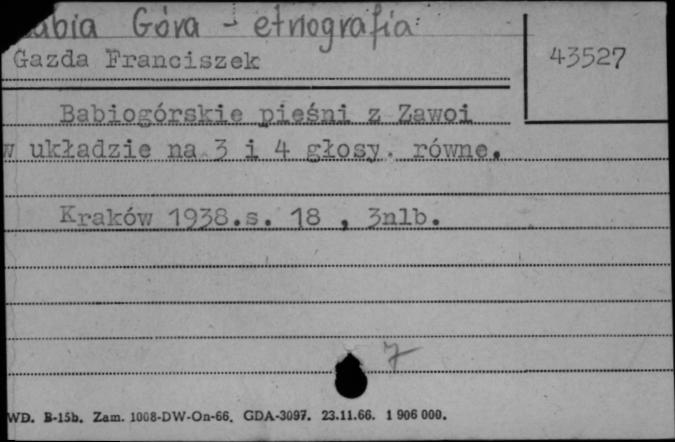 Babia Góra - etnografia
Gazda Franciszek
43527
Babiogórskie pieśni z Zawoi
w układzie na 3 i 4 głosy. równe.
Kraków 1938.s. 18 , 3nlb.
7
WD. B-15b. Zam. 1008-DW-On-66. GDA-3097. 23.11.66. 1 906 000.